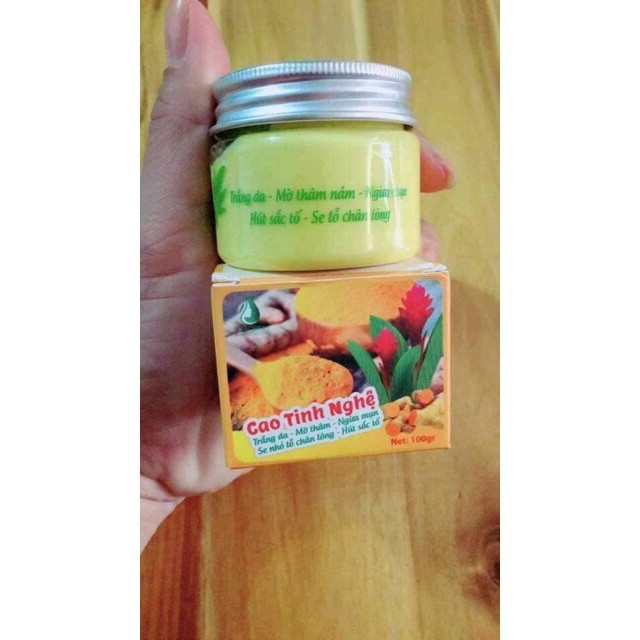 Trắng da - Mờ thâm nám - Ngừa mụn
Hút sắc tố - Se lỗ chân lông
Cao Tinh Nghệ
Trắng da - Mờ thâm - Ngừa mụn
Se nhỏ lỗ chân lông - Hút sắc tố
Net: 100gr